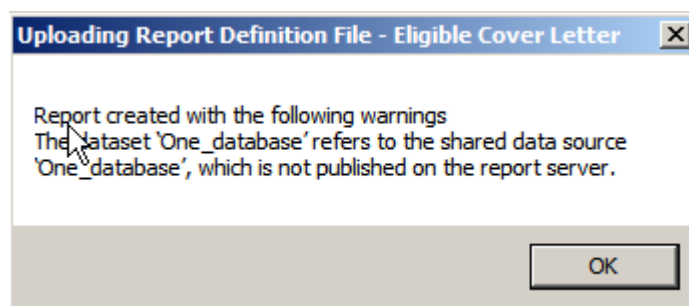 Uploading Report Definition File - Eligible Cover Letter
Report created with the following warnings
The dataset 'One_database' refers to the shared data source
'One_database', which is not published on the report server.
OK